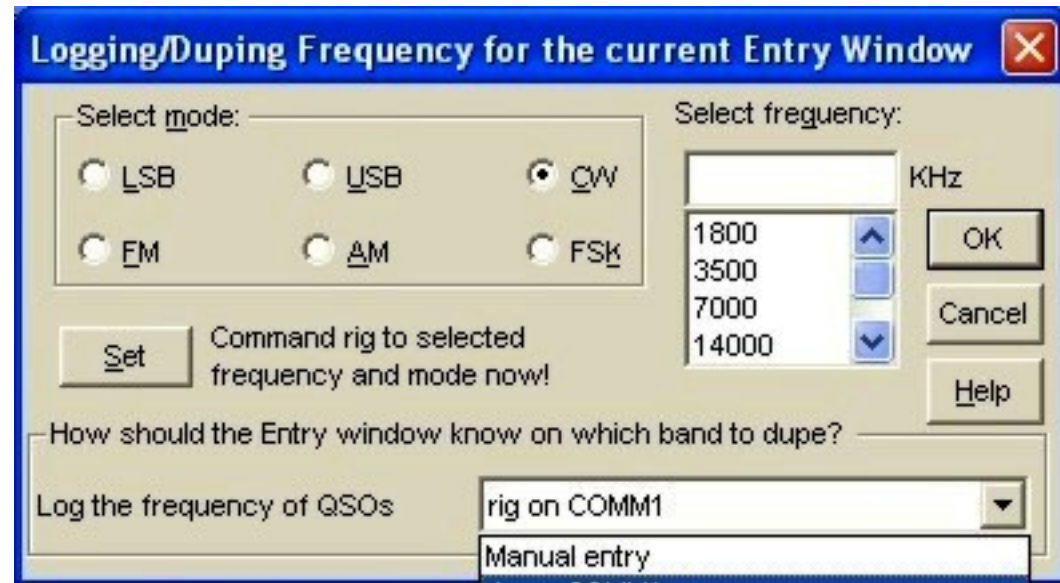 Logging/Duping Frequency for the current Entry Window
Select mode:
LSB USB CW
FM AM FSK
Select frequency:
KHz
1800
3500
7000
14000
OK
Cancel
Help
Set
Command rig to selected
frequency and mode now!
How should the Entry window know on which band to dupe?
Log the frequency of QSOs
rig on COMM1
Manual entry